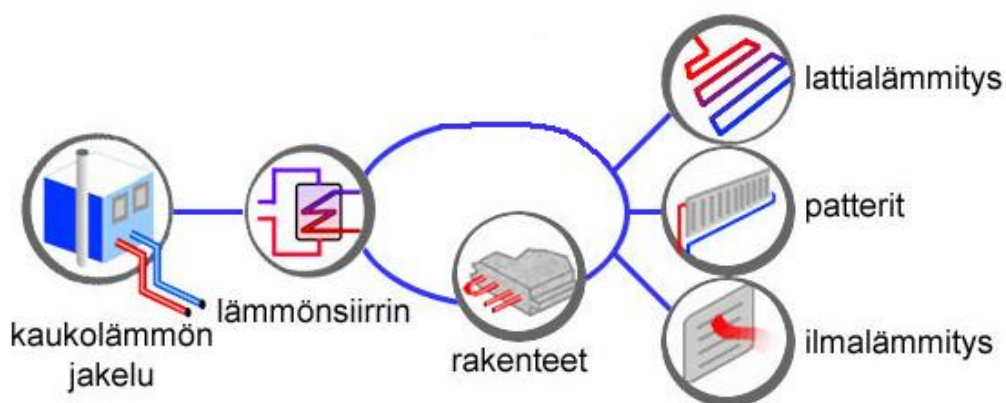 lattialämmitys
patterit
lämmönsiirrin
kaukolämmön
jakelu
rakenteet
ilmalämmitys